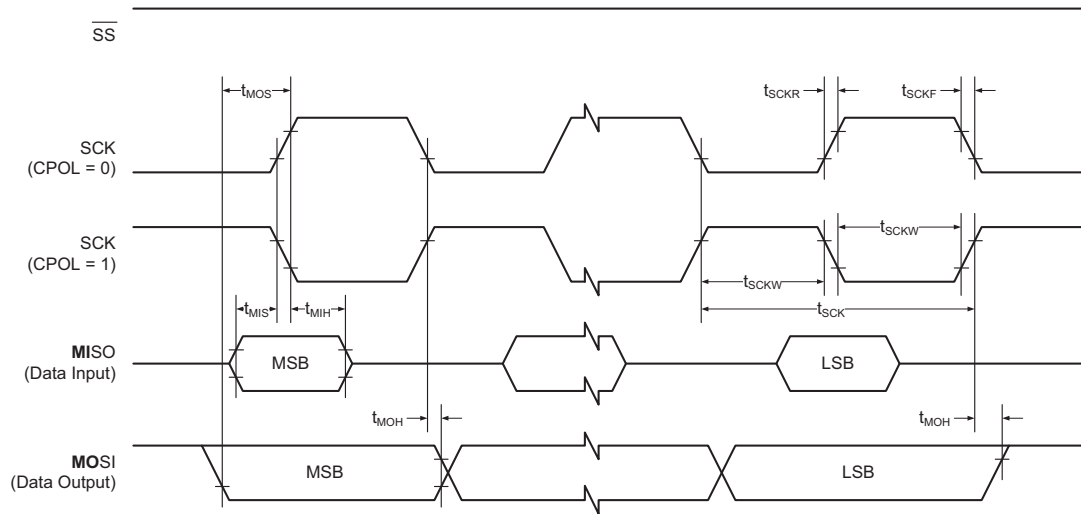 SS
tMOS
tSCKR
tSCKF
SCK
(CPOL = 0)
SCK
(CPOL = 1)
tSCKW
tSCKW
tMIS
tMIH
tSCK
MISO
(Data Input)
MSB
LSB
tMOH
tMOH
MOSI
(Data Output)
MSB
LSB